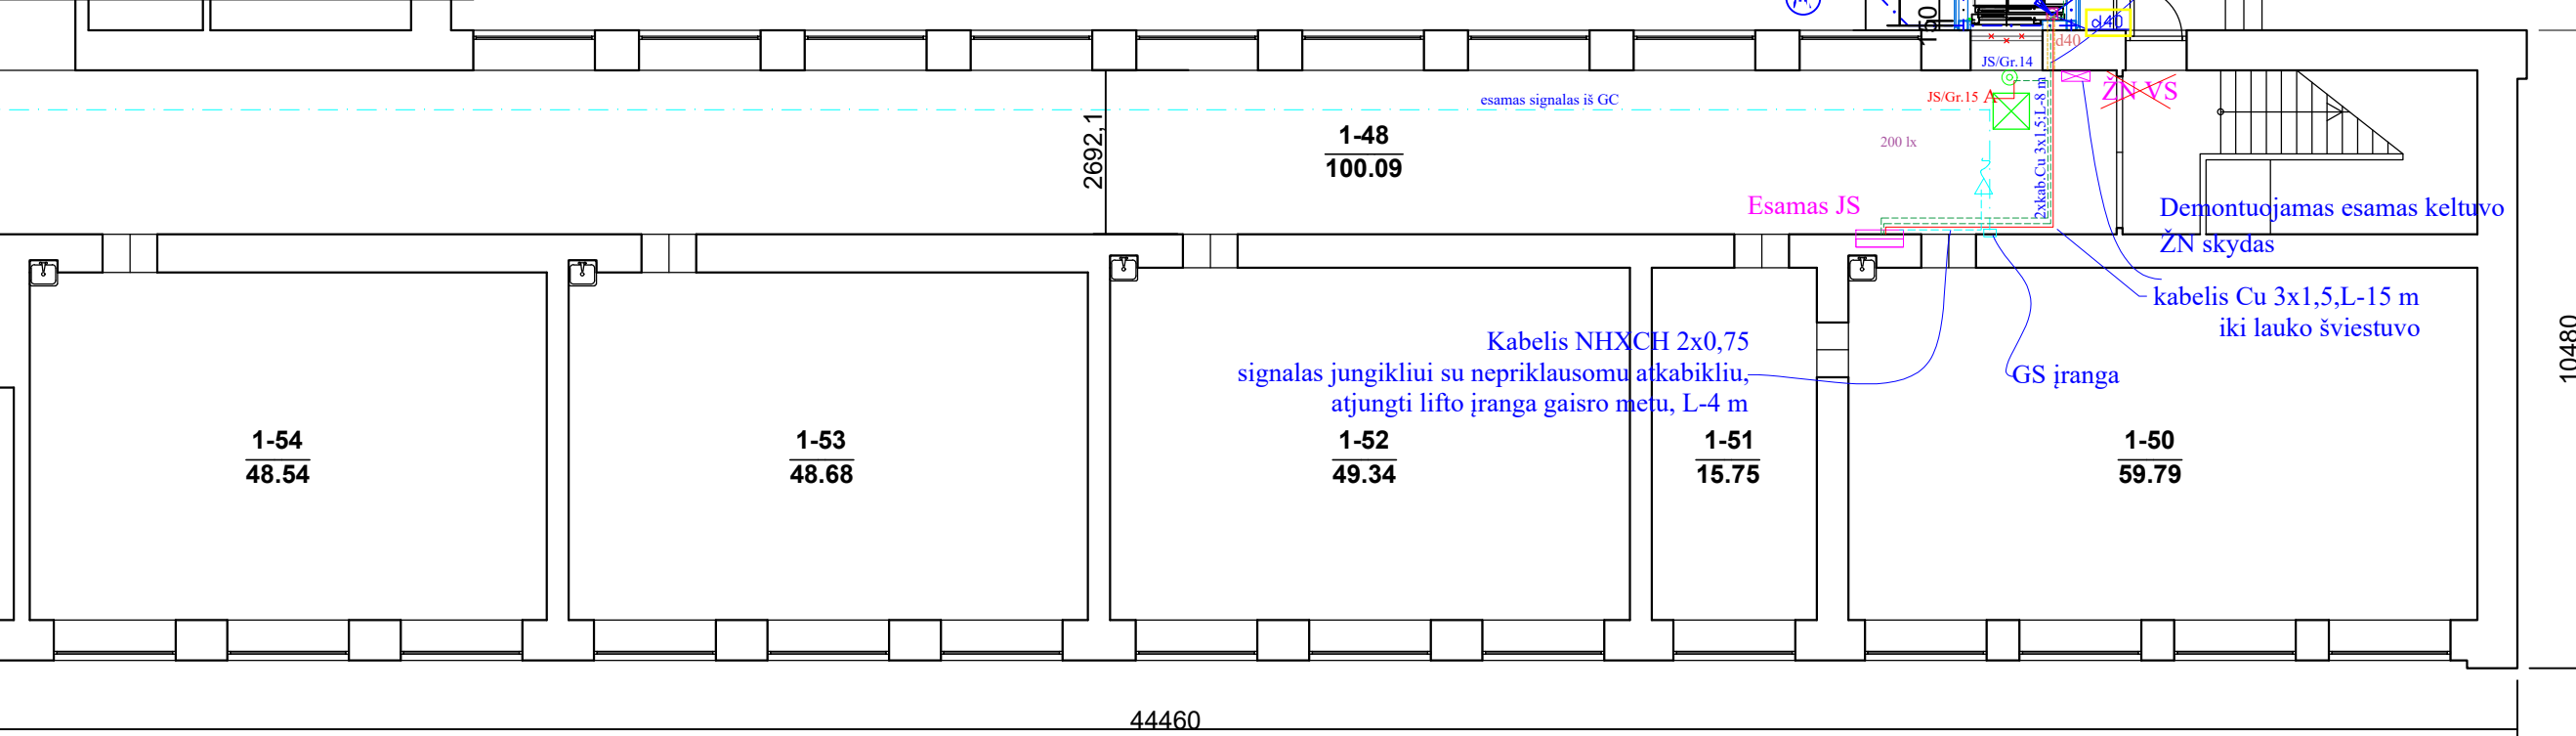 d40
150
d40
JS/Gr.14
ŽN VS
esamas signalas iš GC
JS/Gr.15 A
2xkab.Cu 3x1,5;L-8 m
2692,1
1-48
100.09
200 lx
Esamas JS
Demontuojamas esamas keltuvo
ŽN skydas
kabelis Cu 3x1,5,L-15 m
iki lauko šviestuvo
Kabelis NHXCH 2x0,75
signalas jungikliui su nepriklausomu atkabikliu,
atjungti lifto įranga gaisro metu, L-4 m
GS įranga
10480
1-54
48.54
1-53
48.68
1-52
49.34
1-51
15.75
1-50
59.79
44460